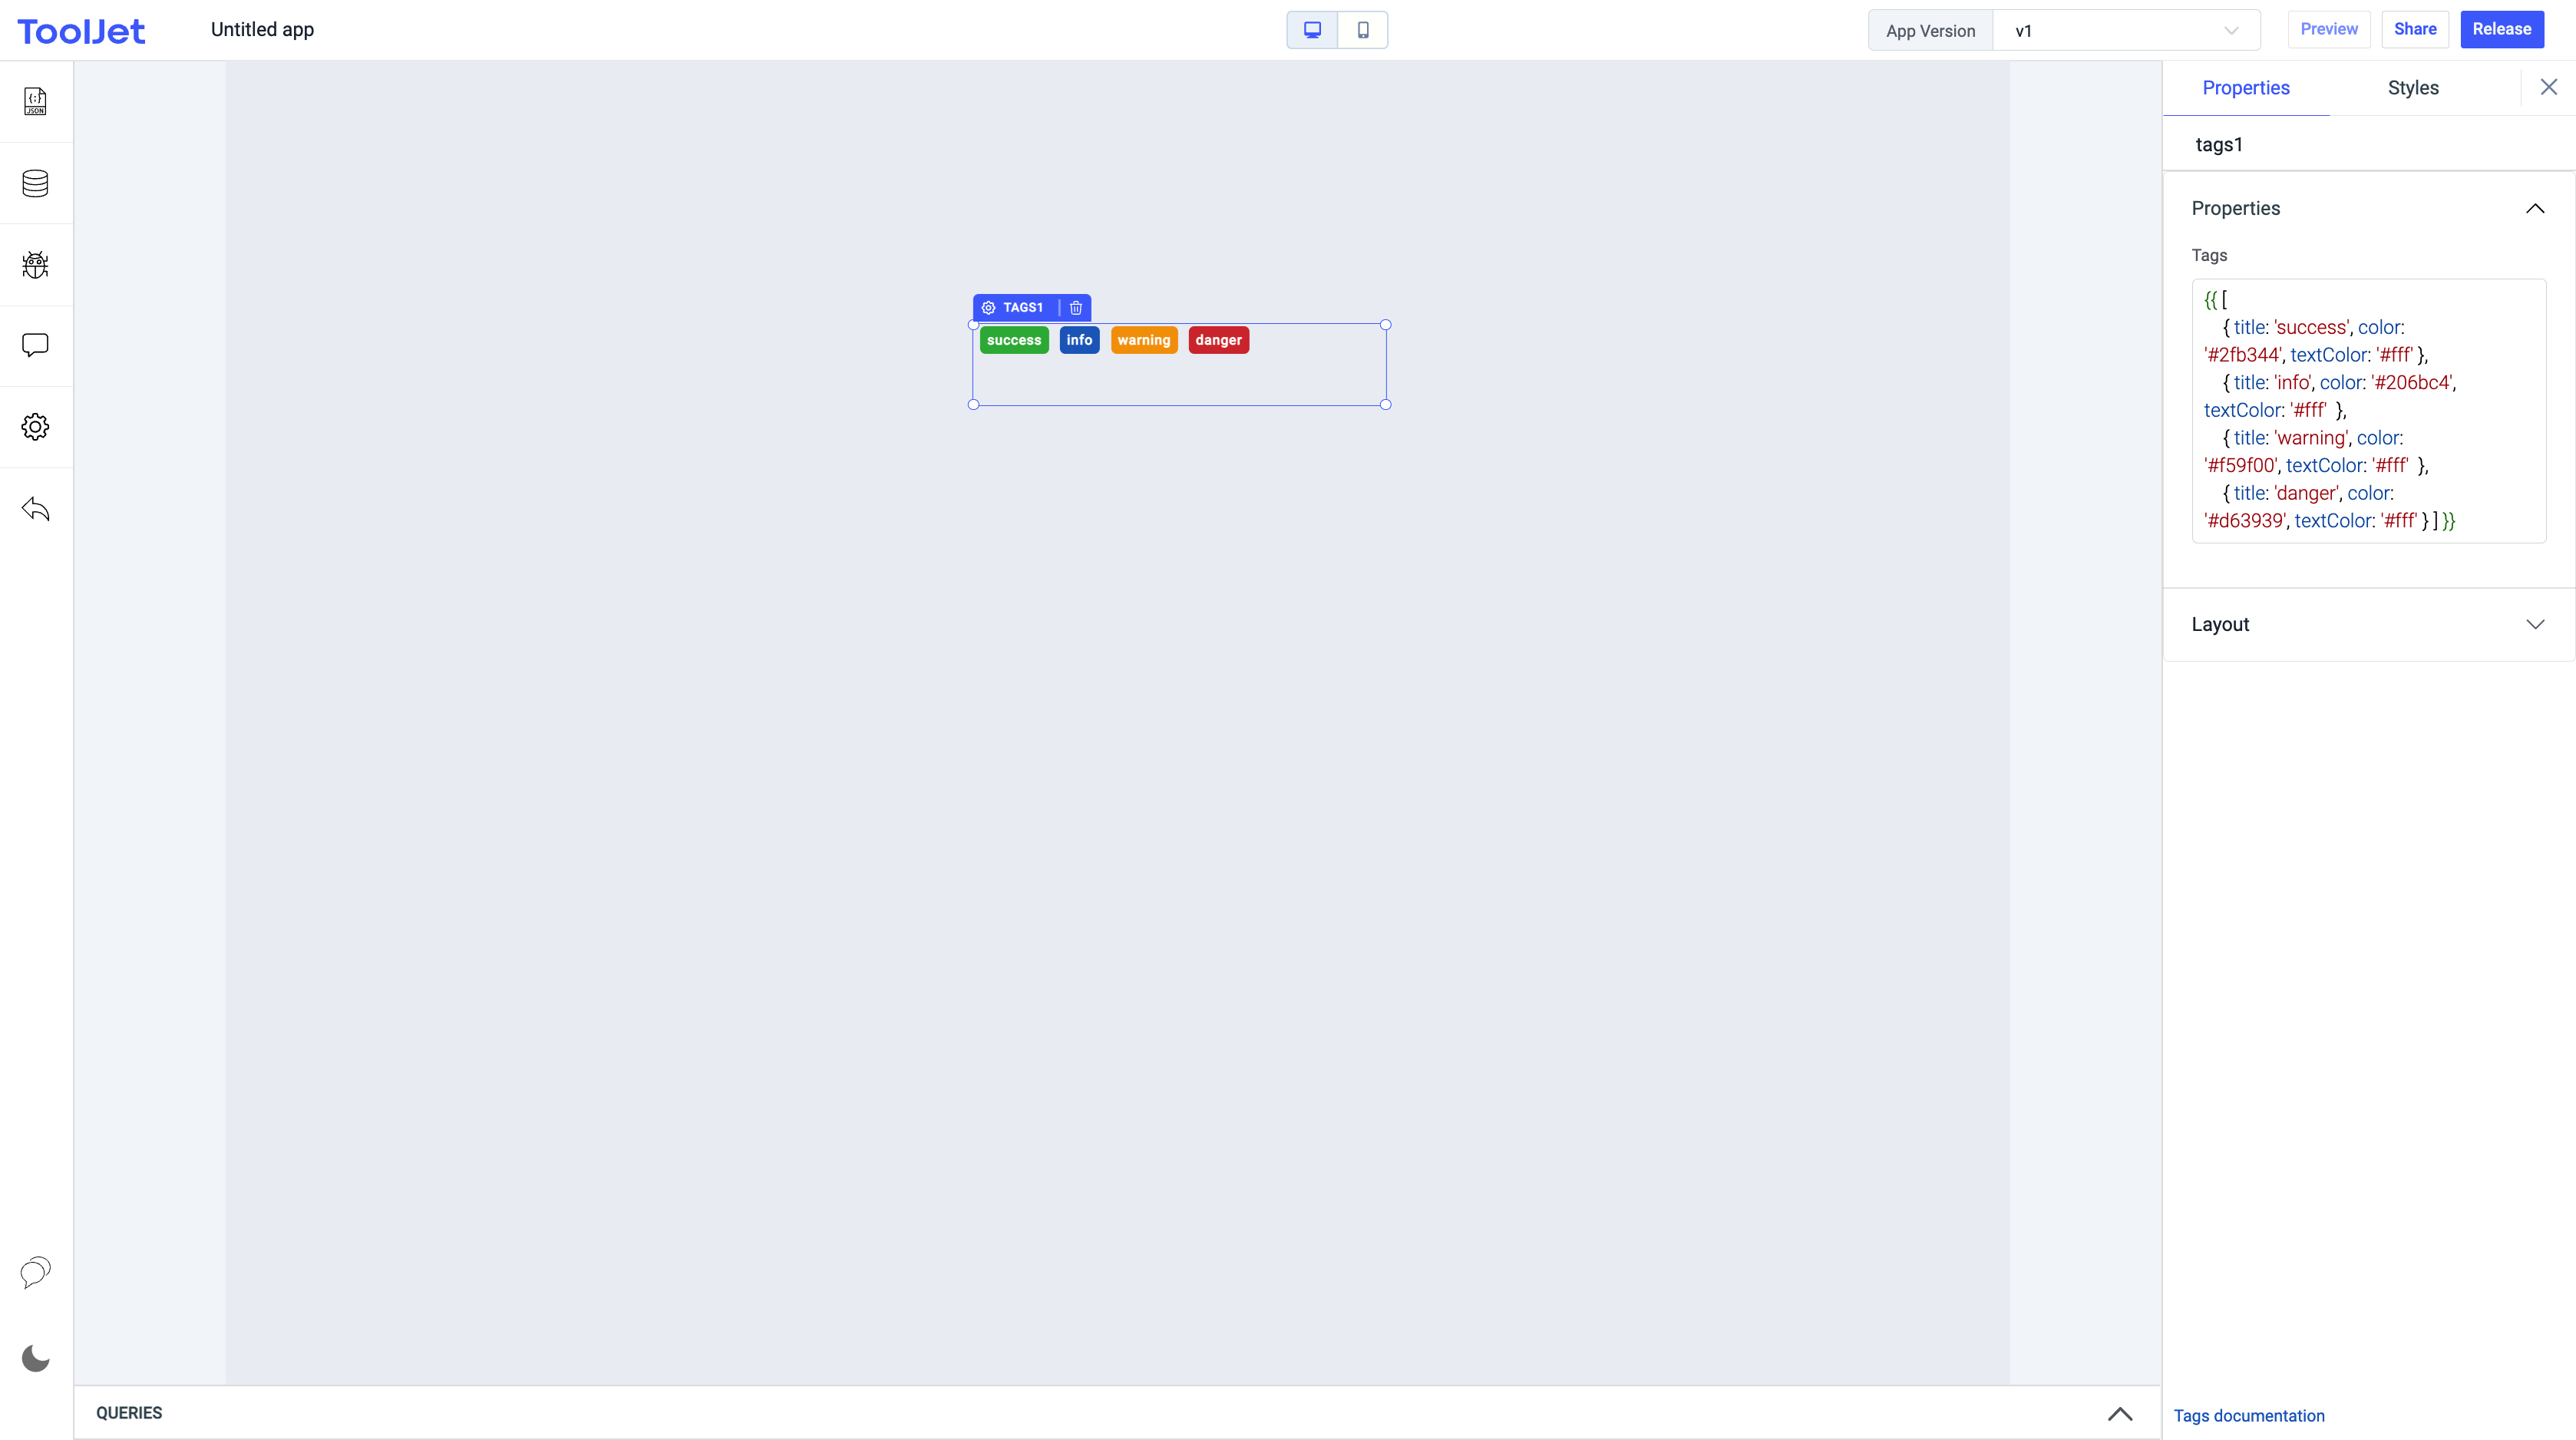 ToolJet
Untitled app
App Version
v1
Preview
Share
Release
JSON
Properties
Styles
tags1
Properties
Tags
{{ [
{ title: 'success', color:
'#2fb344', textColor: '#fff' },
{ title: 'info', color: '#206bc4',
textColor: '#fff'  },
{ title: 'warning', color:
'#f59f00', textColor: '#fff'  },
{ title: 'danger', color:
'#d63939', textColor: '#fff' } ] }}
Layout
TAGS1
success info warning danger
QUERIES
Tags documentation